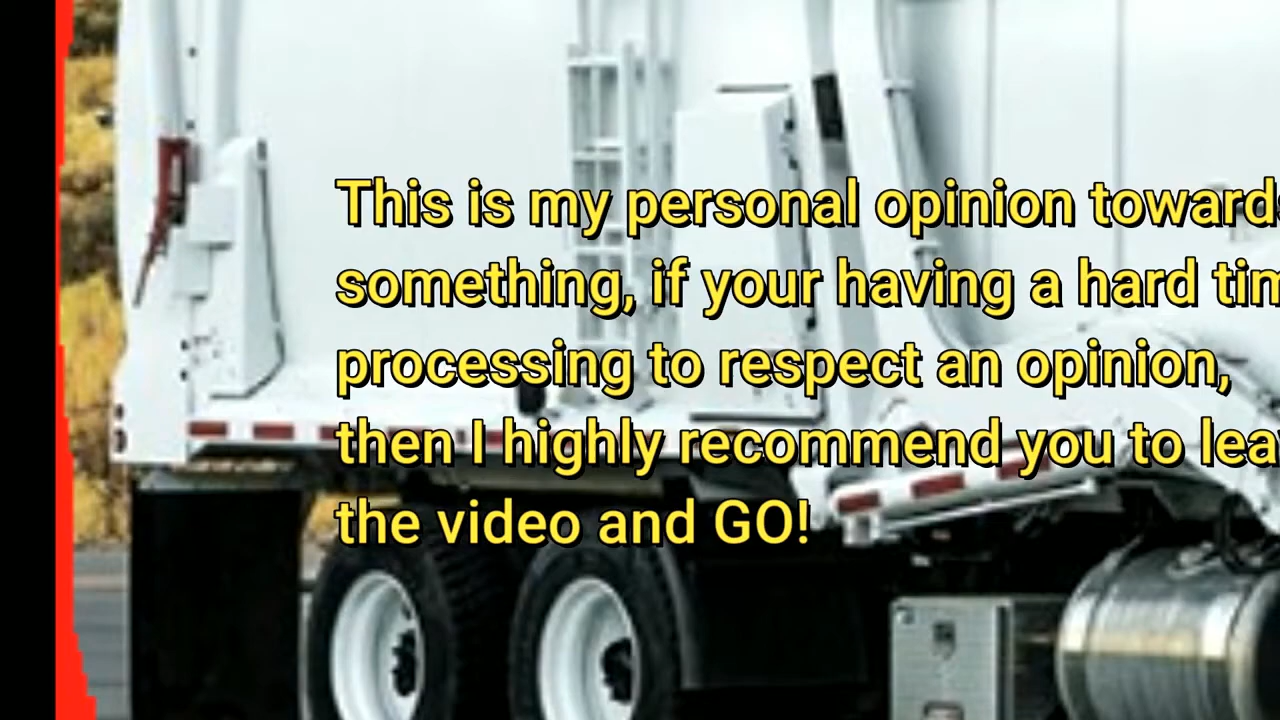 This is my personal opinion toward
something, if your having a hard
processing to respect an opinion,
then I highly recommend you to
the video and GO!